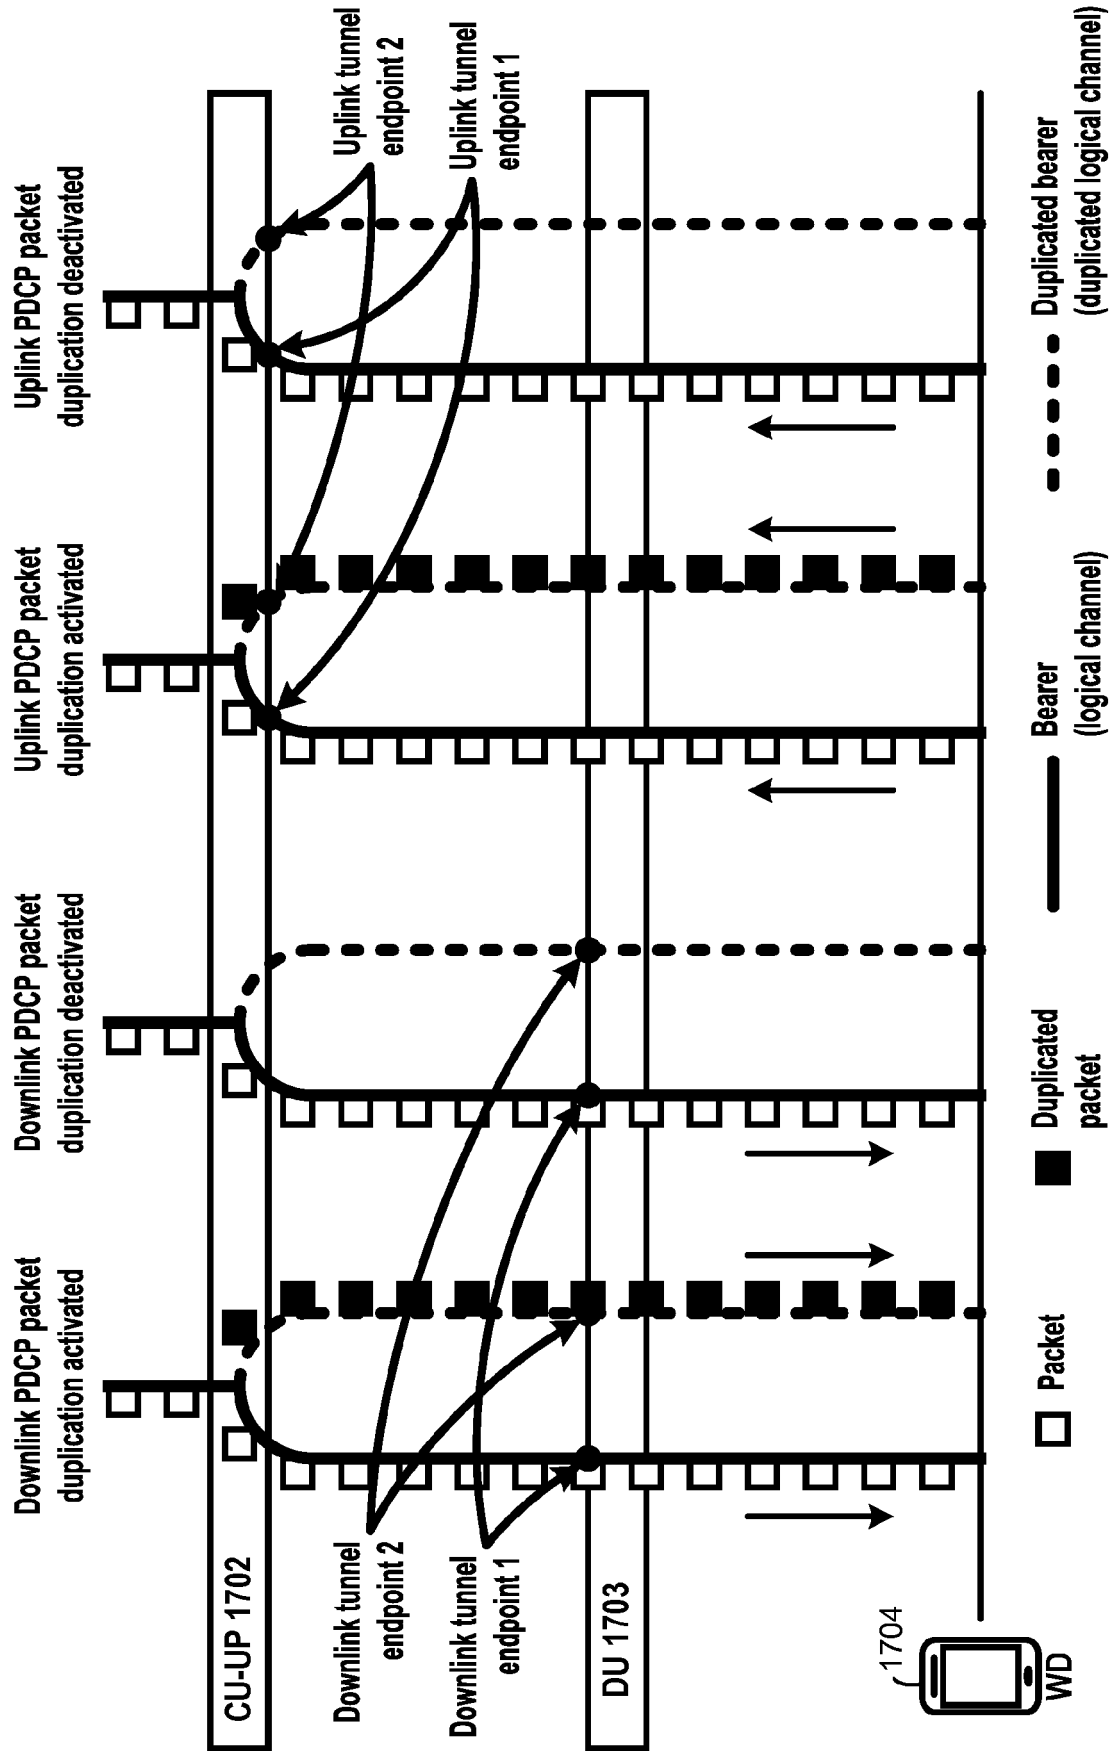 Downlink PDCP packet
duplication activated
Downlink PDCP packet
duplication deactivated
Uplink PDCP packet
duplication activated
Uplink PDCP packet
duplication deactivated
CU-UP 1702
Downlink tunnel
endpoint 2
Uplink tunnel
endpoint 2
Downlink tunnel
endpoint 1
Uplink tunnel
endpoint 1
DU 1703
1704
WD
Packet
Duplicated
packet
Bearer
(logical channel)
Duplicated bearer
(duplicated logical channel)